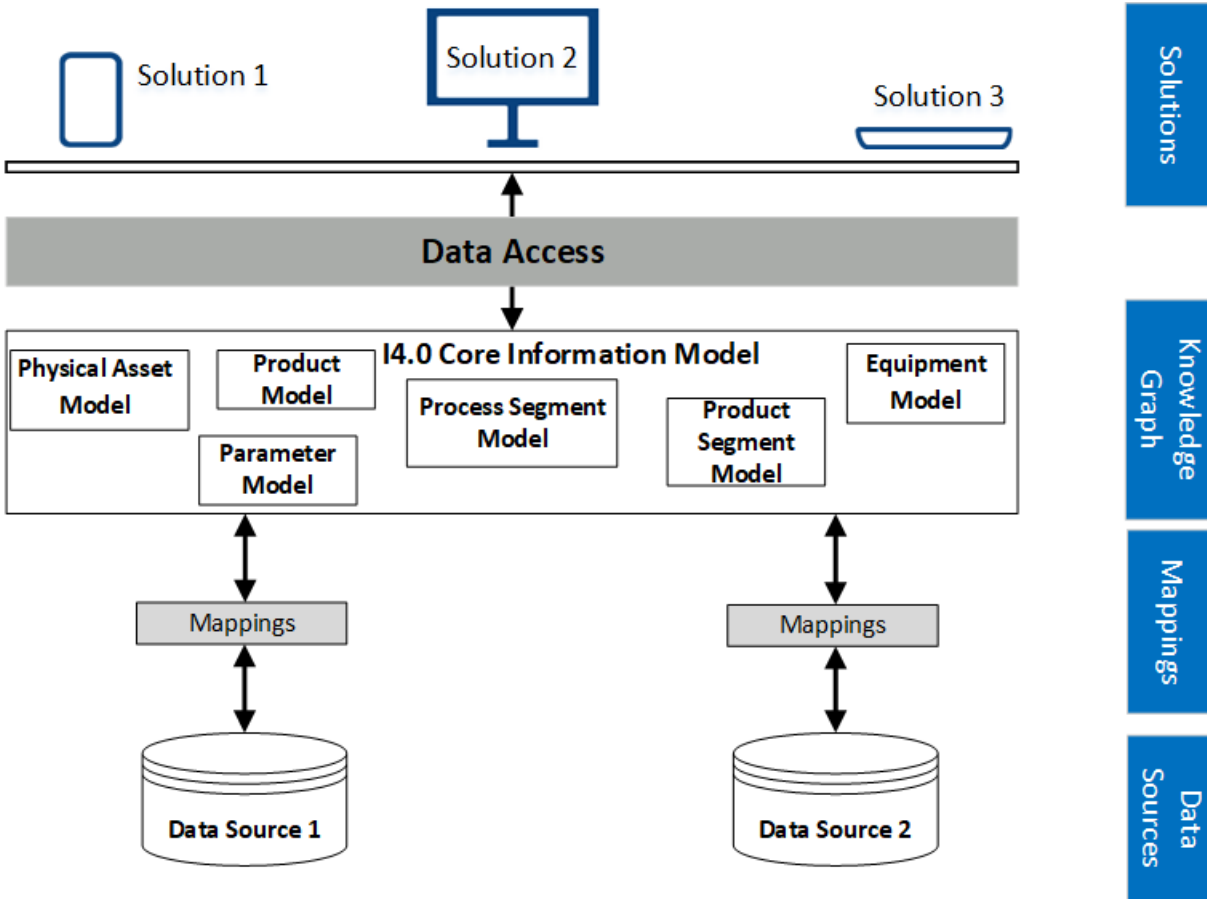 Solution 1
Solution 2
Solution 3
Solutions
Data Access
I4.0 Core Information Model
Physical Asset
Model
Product
Model
Parameter
Model
Process Segment
Model
Product
Segment
Model
Equipment
Model
Knowledge
Graph
Mappings
Mappings
Mappings
Data Source 1
Data Source 2
Data
Sources